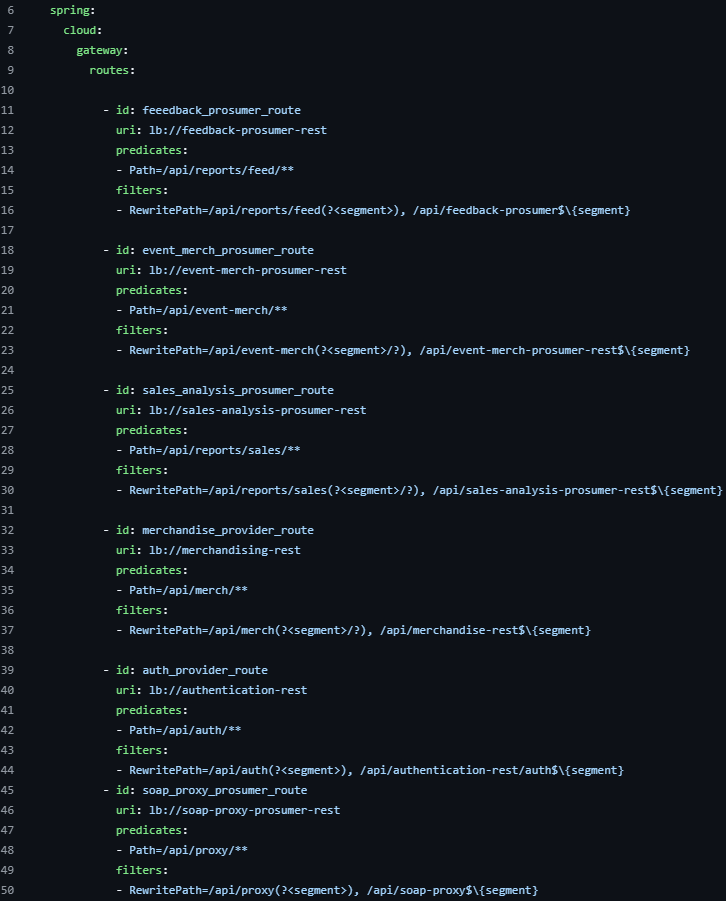 6 spring:
7 cloud:
8 gateway:
9 routes:
10
11 - id: feeedback_prosumer_route
12 uri: lb://feedback-prosumer-rest
13 predicates:
14 - Path=/api/reports/feed/**
15 filters:
16 - RewritePath=/api/reports/feed(?<segment>), /api/feedback-prosumer$\{segment}
17
18 - id: event_merch_prosumer_route
19 uri: lb://event-merch-prosumer-rest
20 predicates:
21 - Path=/api/event-merch/**
22 filters:
23 - RewritePath=/api/event-merch(?<segment>/?), /api/event-merch-prosumer-rest$\{segment}
24
25 - id: sales_analysis_prosumer_route
26 uri: lb://sales-analysis-prosumer-rest
27 predicates:
28 - Path=/api/reports/sales/**
29 filters:
30 - RewritePath=/api/reports/sales(?<segment>/?), /api/sales-analysis-prosumer-rest$\{segment}
31
32 - id: merchandise_provider_route
33 uri: lb://merchandising-rest
34 predicates:
35 - Path=/api/merch/**
36 filters:
37 - RewritePath=/api/merch(?<segment>/?), /api/merchandise-rest$\{segment}
38
39 - id: auth_provider_route
40 uri: lb://authentication-rest
41 predicates:
42 - Path=/api/auth/**
43 filters:
44 - RewritePath=/api/auth(?<segment>), /api/authentication-rest/auth$\{segment}
45 - id: soap_proxy_prosumer_route
46 uri: lb://soap-proxy-prosumer-rest
47 predicates:
48 - Path=/api/proxy/**
49 filters:
50 - RewritePath=/api/proxy(?<segment>), /api/soap-proxy$\{segment}